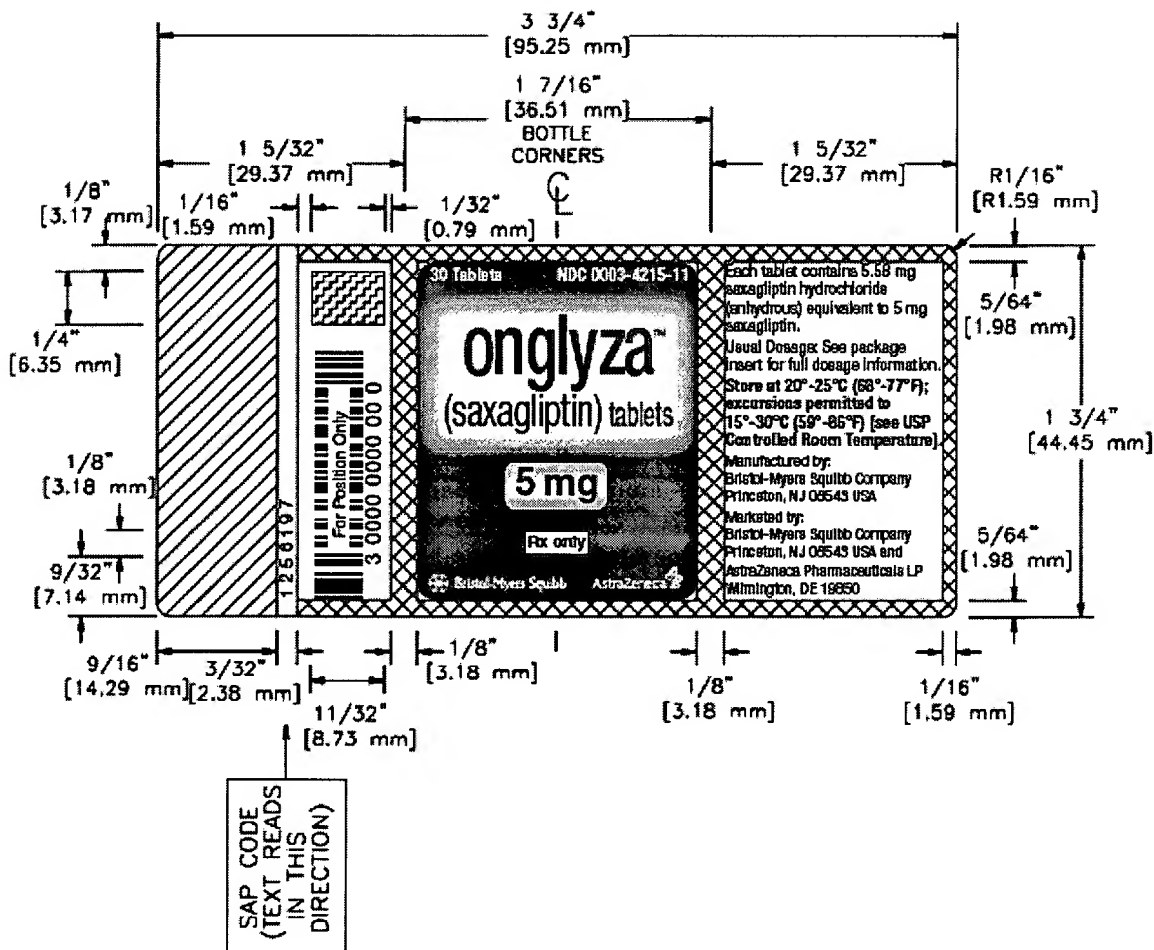 3 3/4"
[95.25 mm]
1 7/16"
[36.51 mm]
BOTTLE
CORNERS
CL
1 5/32"
[29.37 mm]
1 5/32"
[29.37 mm]
1/8"
[3.17 mm]
1/16"
[1.59 mm]
1/32"
[0.79 mm]
R1/16"
[R1.59 mm]
1/4"
[6.35 mm]
1/8"
[3.18 mm]
9/32"
[7.14 mm]
1256197
For Position Only
3 0000 0000 00 0
30 Tablets NDC 0003-4215-11
onglyza™
(saxagliptin) tablets
5 mg
Rx only
Bristol-Myers Squibb AstraZeneca
Each tablet contains 5.58 mg
saxagliptin hydrochloride
(anhydrous) equivalent to 5 mg
saxagliptin.
Usual Dosage: See package
insert for full dosage information.
Store at 20°-25°C (68°-77°F);
excursions permitted to
15°-30°C (59°-86°F) [see USP
Controlled Room Temperature].
Manufactured by:
Bristol-Myers Squibb Company
Princeton, NJ 08543 USA
Marketed by:
Bristol-Myers Squibb Company
Princeton, NJ 08543 USA and
AstraZeneca Pharmaceuticals LP
Wilmington, DE 19850
5/64"
[1.98 mm]
1 3/4"
[44.45 mm]
5/64"
[1.98 mm]
9/16"
[14.29 mm]
3/32"
[2.38 mm]
11/32"
[8.73 mm]
1/8"
[3.18 mm]
1/8"
[3.18 mm]
1/16"
[1.59 mm]
SAP CODE
(TEXT READS
IN THIS
DIRECTION)